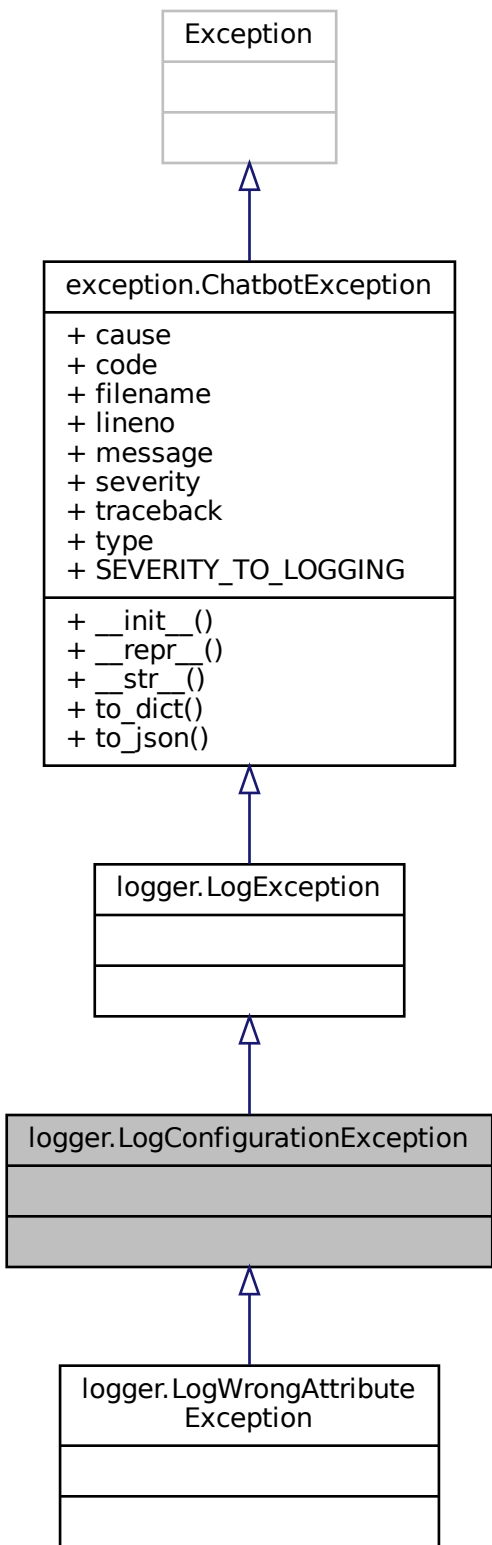 Exception
exception.ChatbotException
+ cause
+ code
+ filename
+ lineno
+ message
+ severity
+ traceback
+ type
+ SEVERITY_TO_LOGGING
+ __init__()
+ __repr__()
+ __str__()
+ to_dict()
+ to_json()
logger.LogException
logger.LogConfigurationException
logger.LogWrongAttribute
Exception